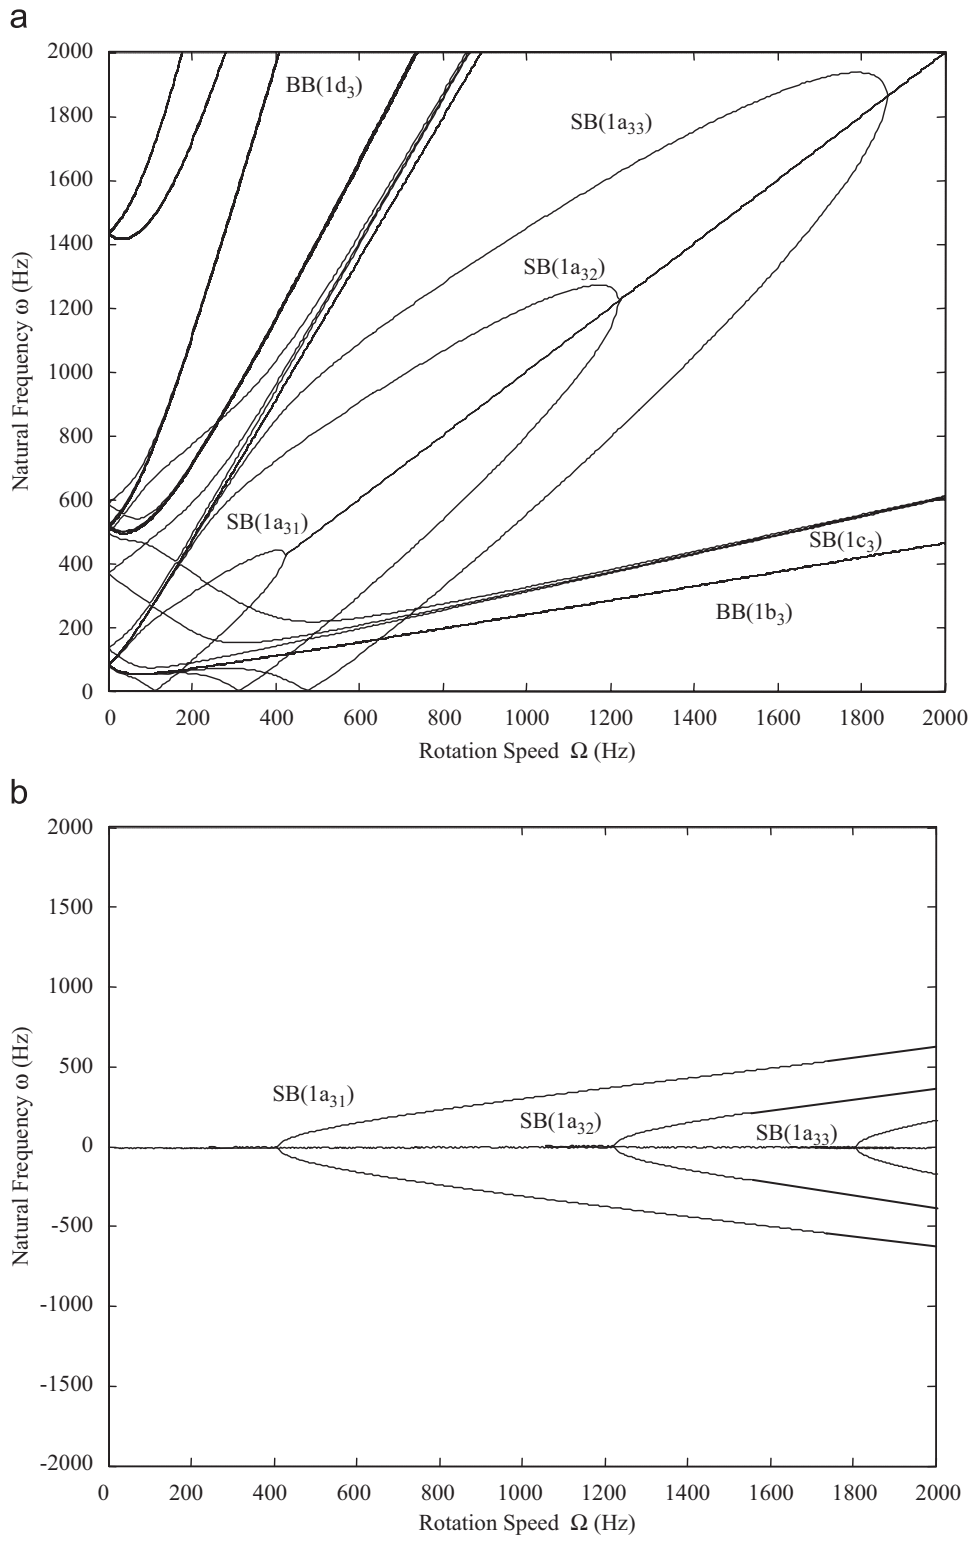 a
2000
1800
1600
1400
1200
1000
800
600
400
200
0
Natural Frequency ω (Hz)
BB(1d3)
SB(1a33)
SB(1a32)
SB(1a31)
SB(1c3)
BB(1b3)
0 200 400 600 800 1000 1200 1400 1600 1800 2000
Rotation Speed Ω (Hz)
b
2000
1500
1000
500
0
-500
-1000
-1500
-2000
Natural Frequency ω (Hz)
SB(1a31)
SB(1a32)
SB(1a33)
0 200 400 600 800 1000 1200 1400 1600 1800 2000
Rotation Speed Ω (Hz)